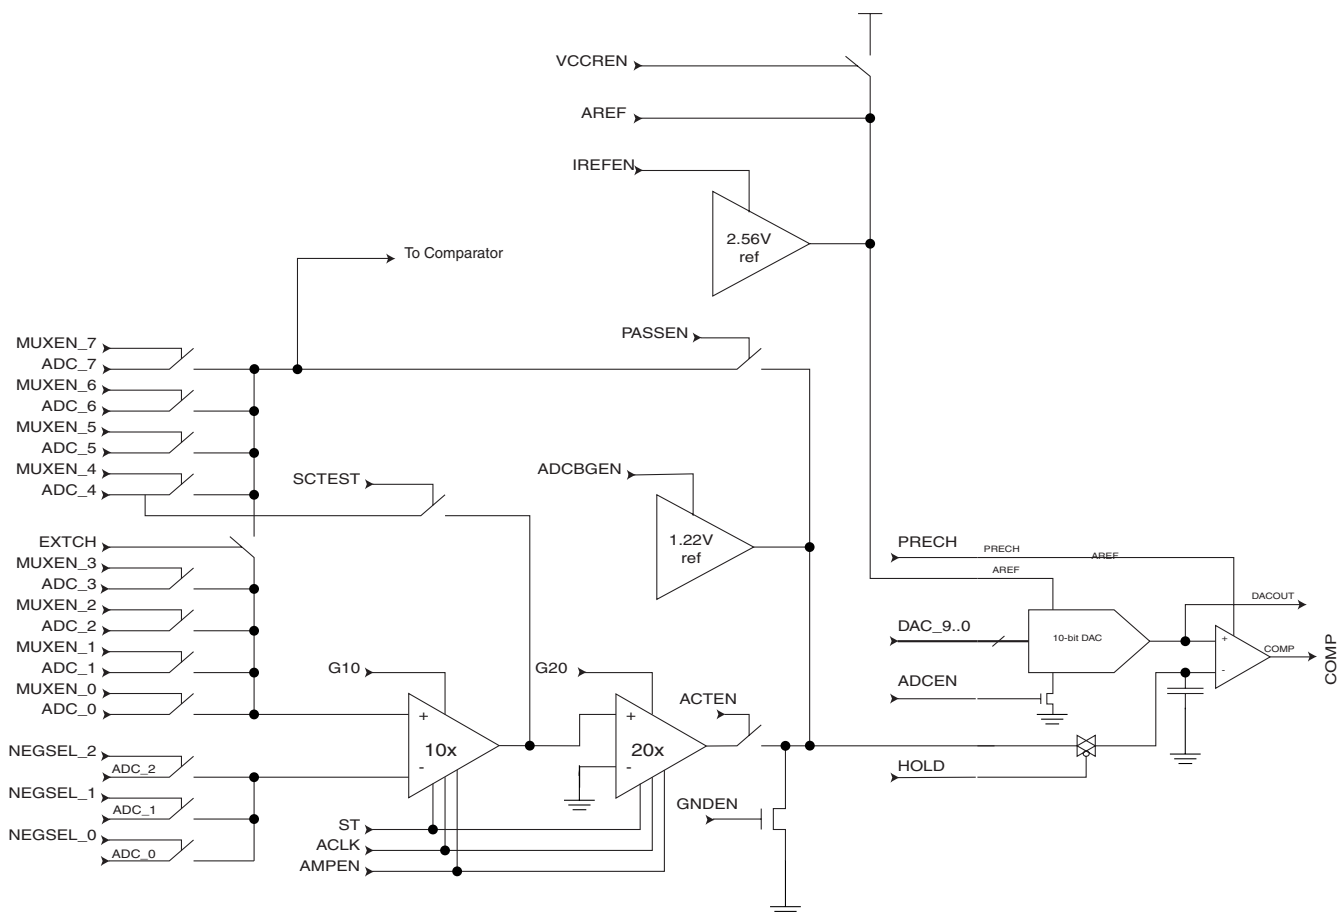 VCCREN
AREF
IREFEN
2.56V
ref
To Comparator
PASSEN
MUXEN_7
ADC_7
MUXEN_6
ADC_6
MUXEN_5
ADC_5
MUXEN_4
ADC_4
SCTEST
ADCBGEN
1.22V
ref
EXTCH
MUXEN_3
ADC_3
MUXEN_2
ADC_2
MUXEN_1
ADC_1
MUXEN_0
ADC_0
PRECH
PRECH
AREF
AREF
DACOUT
DAC_9..0
10-bit DAC
+
-
COMP
COMP
ADCEN
G10
G20
ACTEN
+
10x
-
+
20x
-
HOLD
NEGSEL_2
ADC_2
NEGSEL_1
ADC_1
NEGSEL_0
ADC_0
ST
ACLK
AMPEN
GNDEN